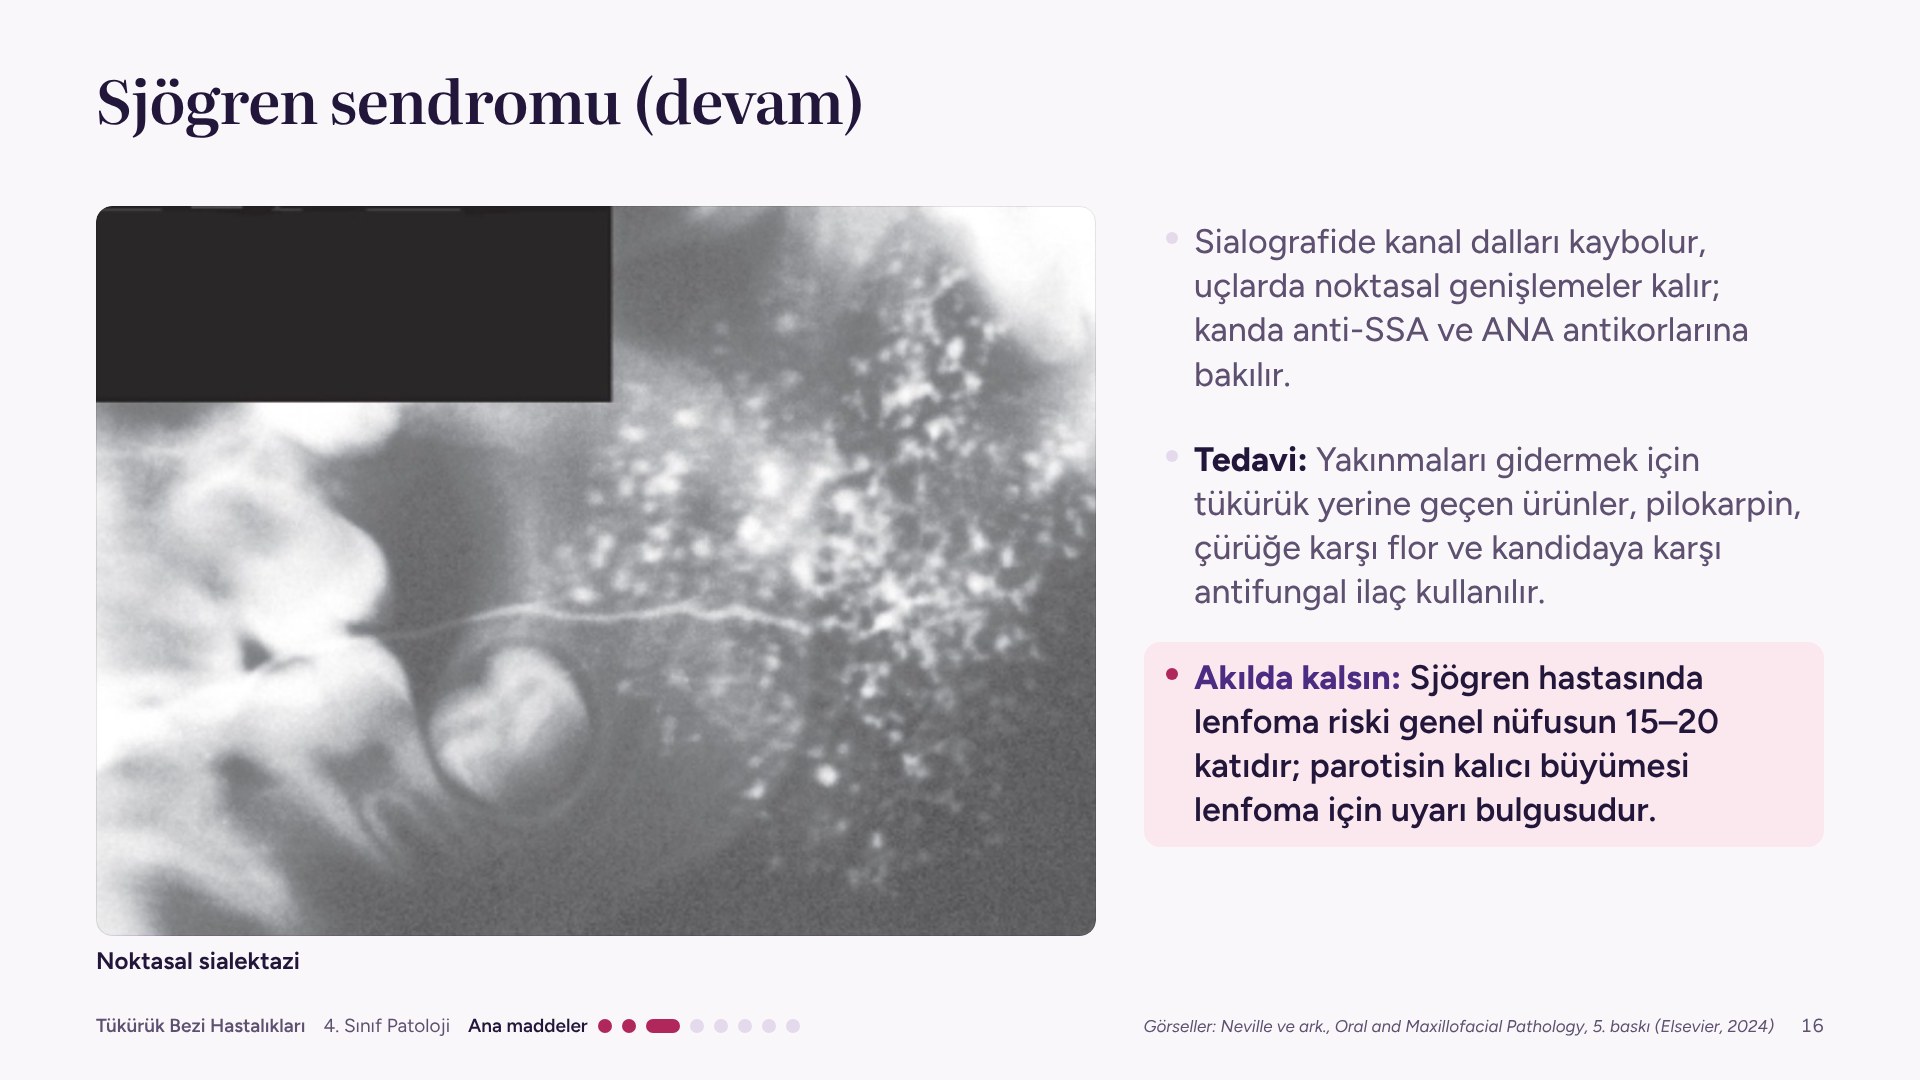 Sjögren sendromu (devam)
Sialografide kanal dalları kaybolur,
uçlarda noktasal genişlemeler kalır;
kanda anti-SSA ve ANA antikorlarına
bakılır.
Tedavi: Yakınmaları gidermek için
tükürük yerine geçen ürünler, pilokarpin,
çürüğe karşı flor ve kandidaya karşı
antifungal ilaç kullanılır.
Akılda kalsın: Sjögren hastasında
lenfoma riski genel nüfusun 15–20
katıdır; parotisin kalıcı büyümesi
lenfoma için uyarı bulgusudur.
Noktasal sialektazi
Tükürük Bezi Hastalıkları 4. Sınıf Patoloji Ana maddeler
Görseller: Neville ve ark., Oral and Maxillofacial Pathology, 5. baskı (Elsevier, 2024) 16